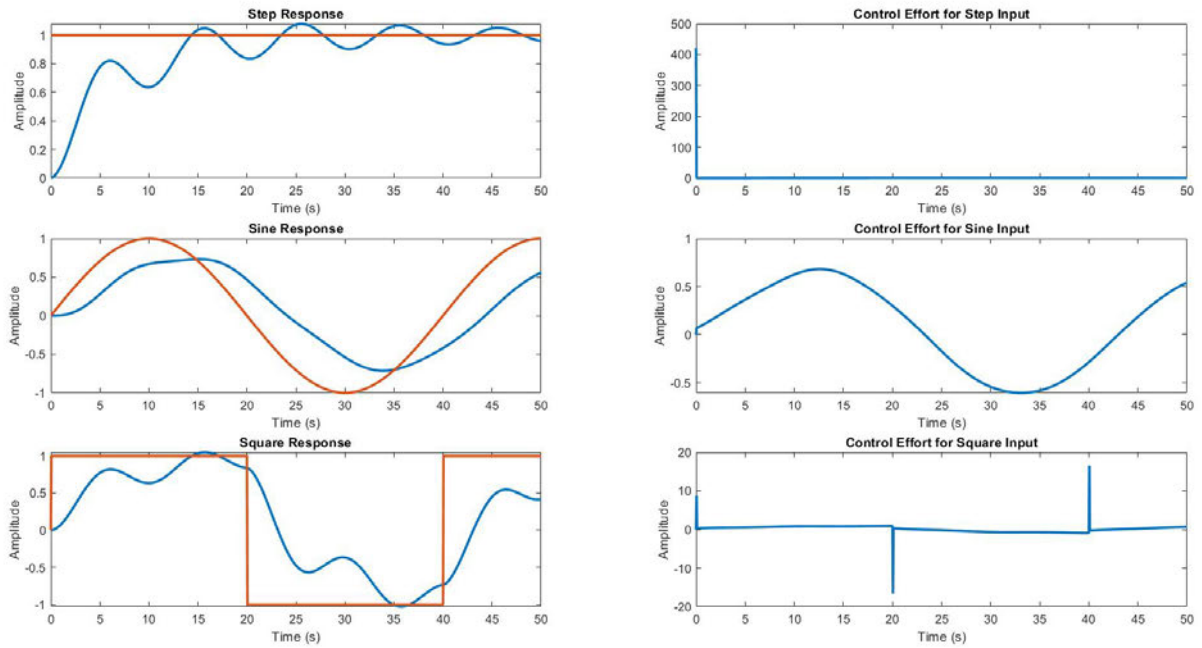 Step Response
1
0.8
0.6
0.4
0.2
0
Amplitude
0 5 10 15 20 25 30 35 40 45 50
Time (s)
Control Effort for Step Input
500
400
300
200
100
0
Amplitude
0 5 10 15 20 25 30 35 40 45 50
Time (s)
Sine Response
1
0.5
0
-0.5
-1
Amplitude
0 5 10 15 20 25 30 35 40 45 50
Time (s)
Control Effort for Sine Input
1
0.5
0
-0.5
Amplitude
0 5 10 15 20 25 30 35 40 45 50
Time (s)
Square Response
1
0.5
0
-0.5
-1
Amplitude
0 5 10 15 20 25 30 35 40 45 50
Time (s)
Control Effort for Square Input
20
10
0
-10
-20
Amplitude
0 5 10 15 20 25 30 35 40 45 50
Time (s)